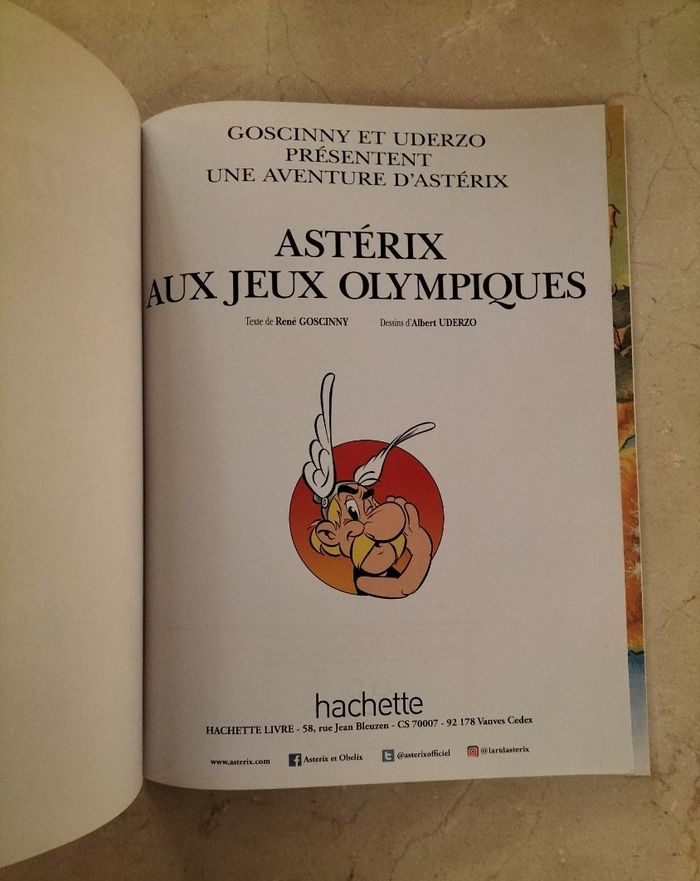 GOSCINNY ET UDERZO
PRÉSENTENT
UNE AVENTURE D'ASTÉRIX
ASTÉRIX
AUX JEUX OLYMPIQUES
Texte de René GOSCINNY Dessins d'Albert UDERZO
hachette
HACHETTE LIVRE - 58, rue Jean Bleuzen - CS 70007 - 92 178 Vanves Cedex
www.asterix.com Asterix et Obelix @asterixofficiel @lartdasterix